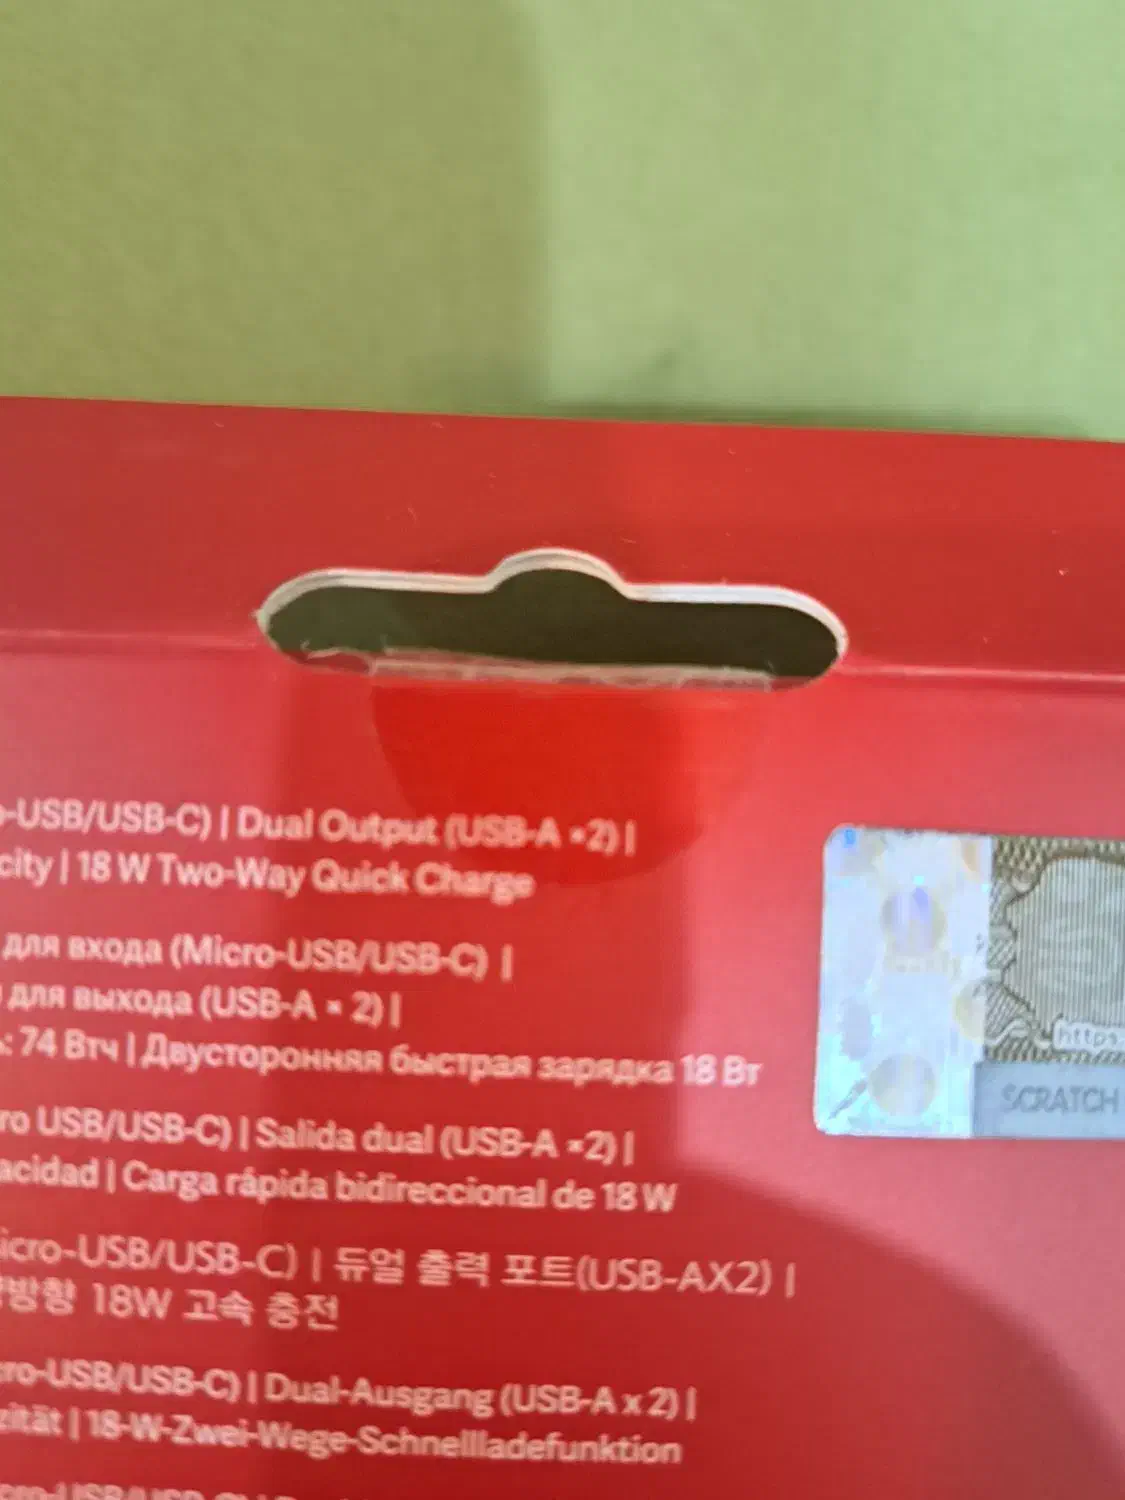 -USB/USB-C) | Dual Output (USB-A ×2) |
city | 18 W Two-Way Quick Charge
для входа (Micro-USB/USB-C) |
для выхода (USB-A × 2) |
: 74 Втч | Двусторонняя быстрая зарядка 18 Вт
ro USB/USB-C) | Salida dual (USB-A ×2) |
acidad | Carga rápida bidireccional de 18 W
icro-USB/USB-C) | 듀얼 출력 포트(USB-AX2) |
방향 18W 고속 충전
cro-USB/USB-C) | Dual-Ausgang (USB-A x 2) |
zität | 18-W-Zwei-Wege-Schnellladefunktion
https:
SCRATCH